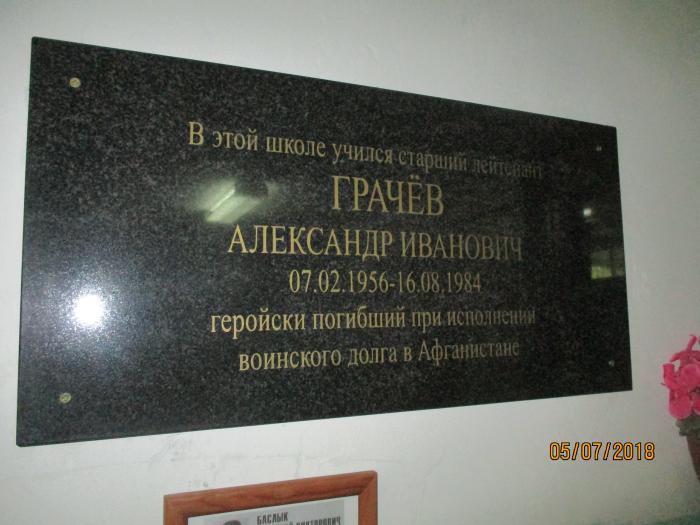 В этой школе учился старший лейтенант
ГРАЧЁВ
АЛЕКСАНДР ИВАНОВИЧ
07.02.1956-16.08.1984
геройски погибший при исполнении
воинского долга в Афганистане
05/07/2018
БАСЛЫК